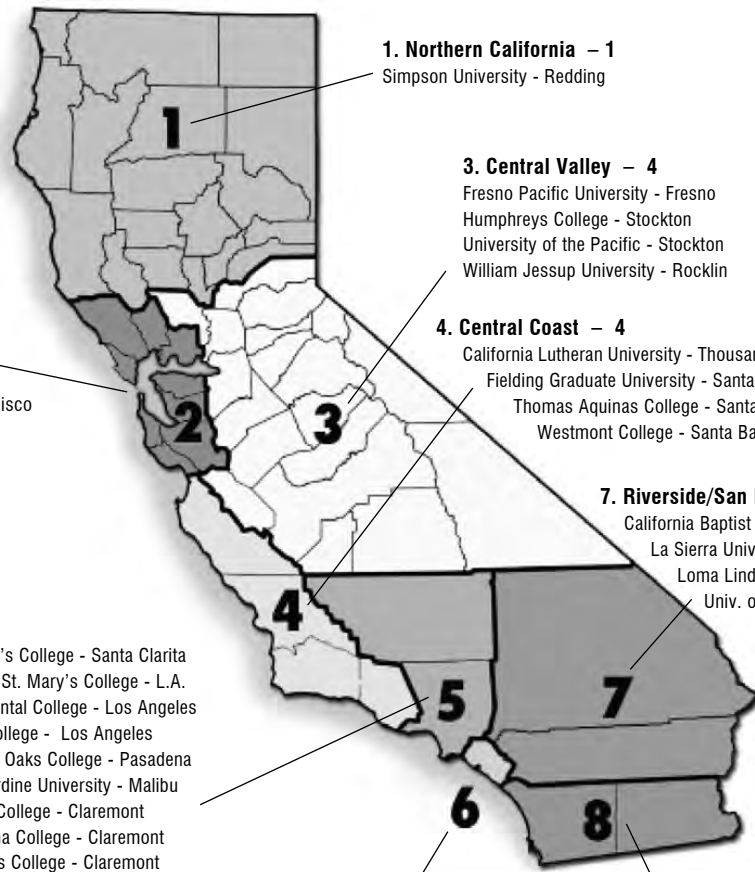 1. Northern California – 1
Simpson University - Redding
1
3. Central Valley – 4
Fresno Pacific University - Fresno
Humphreys College - Stockton
University of the Pacific - Stockton
William Jessup University - Rocklin
4. Central Coast – 4
California Lutheran University - Thousan
Fielding Graduate University - Santa
Thomas Aquinas College - Santa
Westmont College - Santa Ba
isco
2
3
7. Riverside/San
California Baptist
La Sierra Univ
Loma Lind
Univ. o
4
's College - Santa Clarita
St. Mary's College - L.A.
ntal College - Los Angeles
ollege - Los Angeles
Oaks College - Pasadena
rdine University - Malibu
College - Claremont
na College - Claremont
s College - Claremont
5
7
6
8